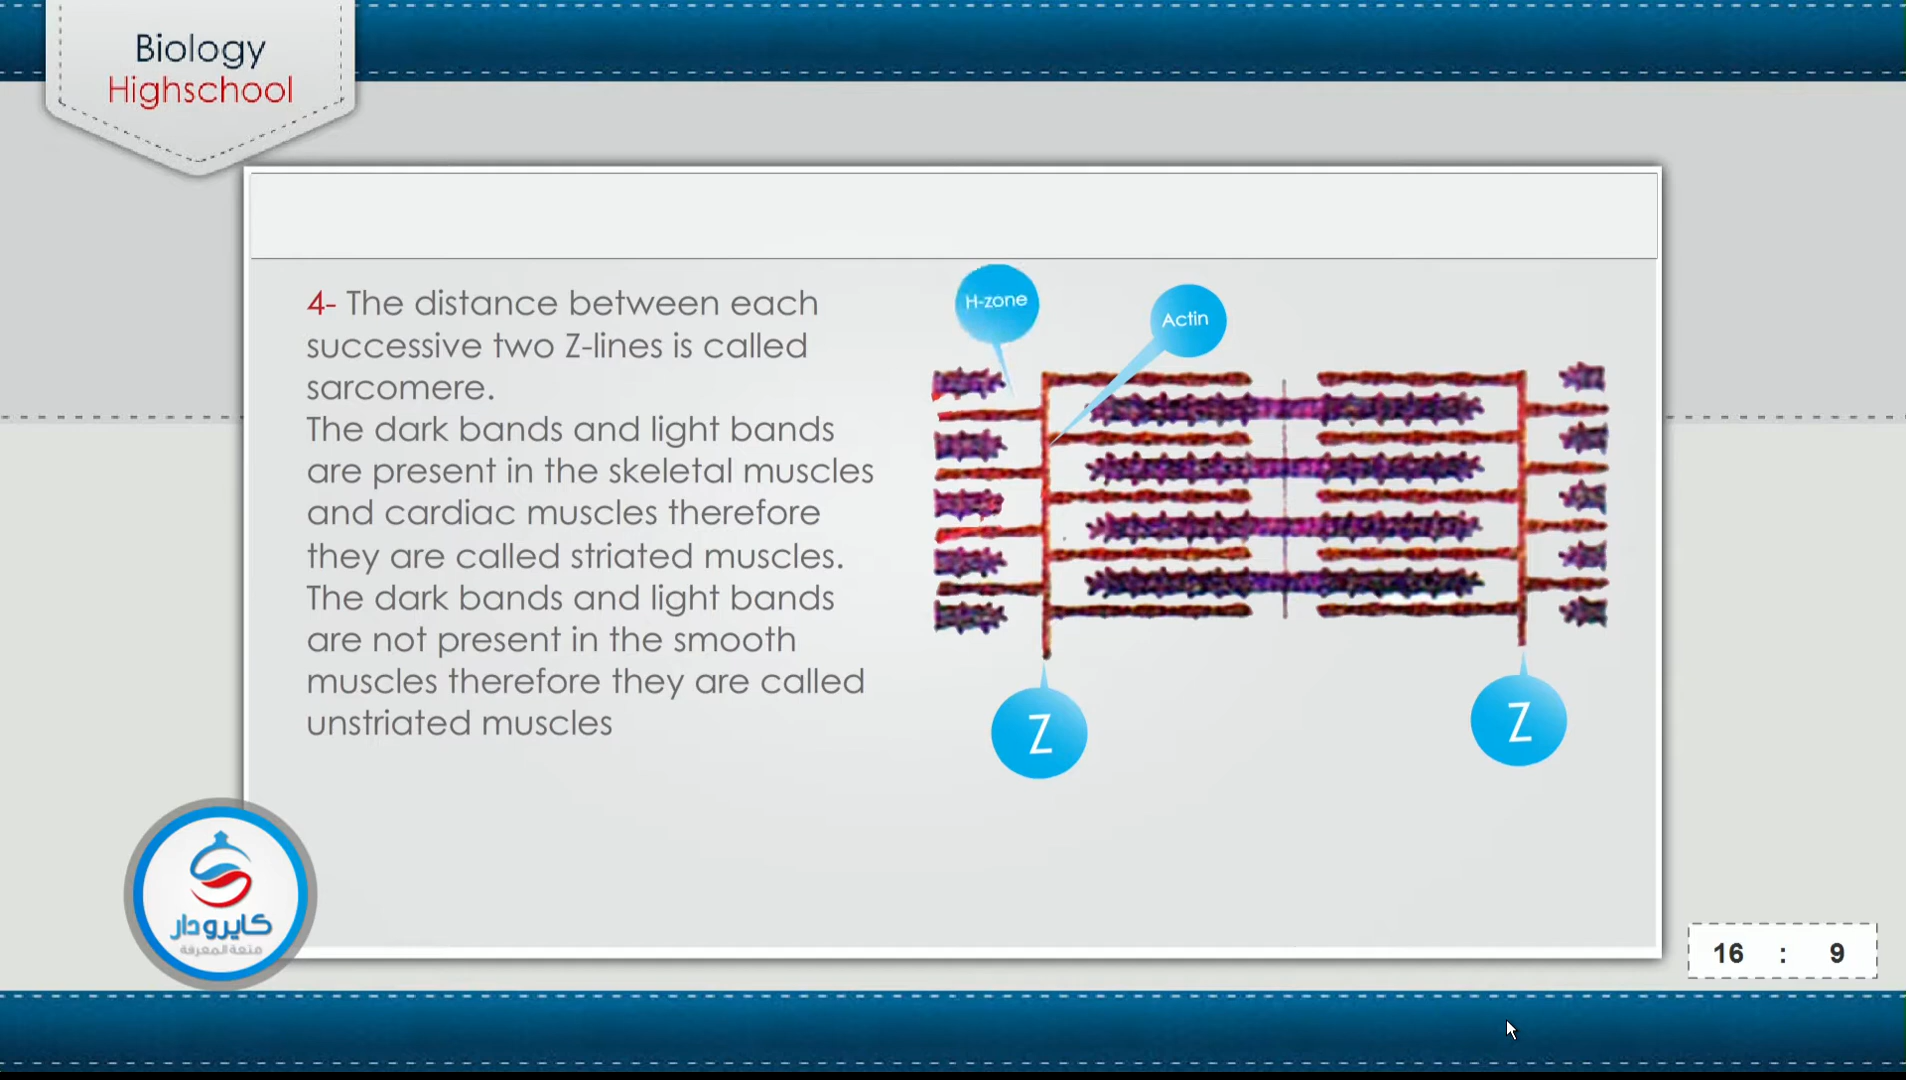 Biology
Highschool
4- The distance between each
successive two Z-lines is called
sarcomere.
The dark bands and light bands
are present in the skeletal muscles
and cardiac muscles therefore
they are called striated muscles.
The dark bands and light bands
are not present in the smooth
muscles therefore they are called
unstriated muscles
H-zone
Actin
Z
Z
كايرودار
متعة المعرفة
16 : 9